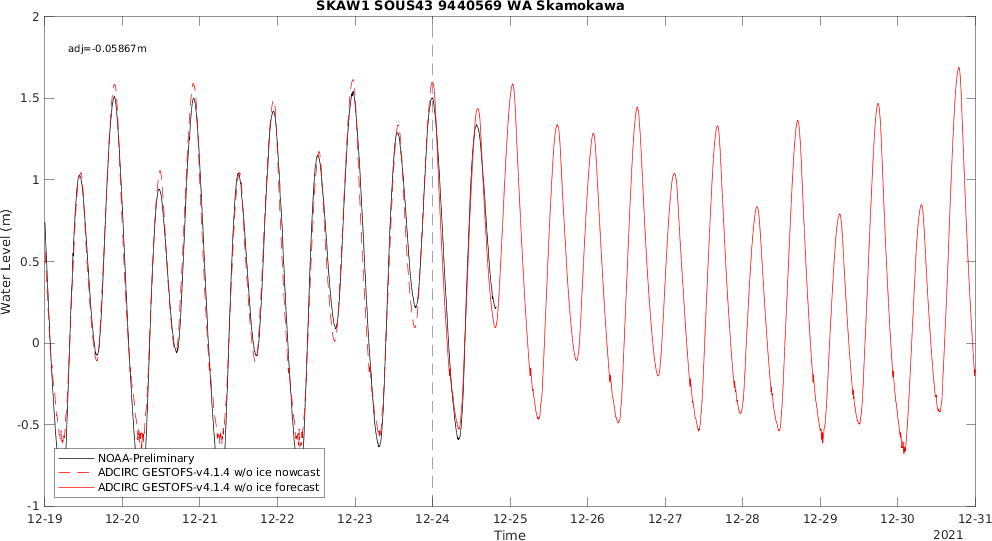 SKAW1 SOUS43 9440569 WA Skamokawa
adj=-0.05867m
Water Level (m)
2
1.5
1
0.5
0
-0.5
-1
NOAA-Preliminary
ADCIRC GESTOFS-v4.1.4 w/o ice nowcast
ADCIRC GESTOFS-v4.1.4 w/o ice forecast
12-19 12-20 12-21 12-22 12-23 12-24 12-25 12-26 12-27 12-28 12-29 12-30 12-31
Time
2021